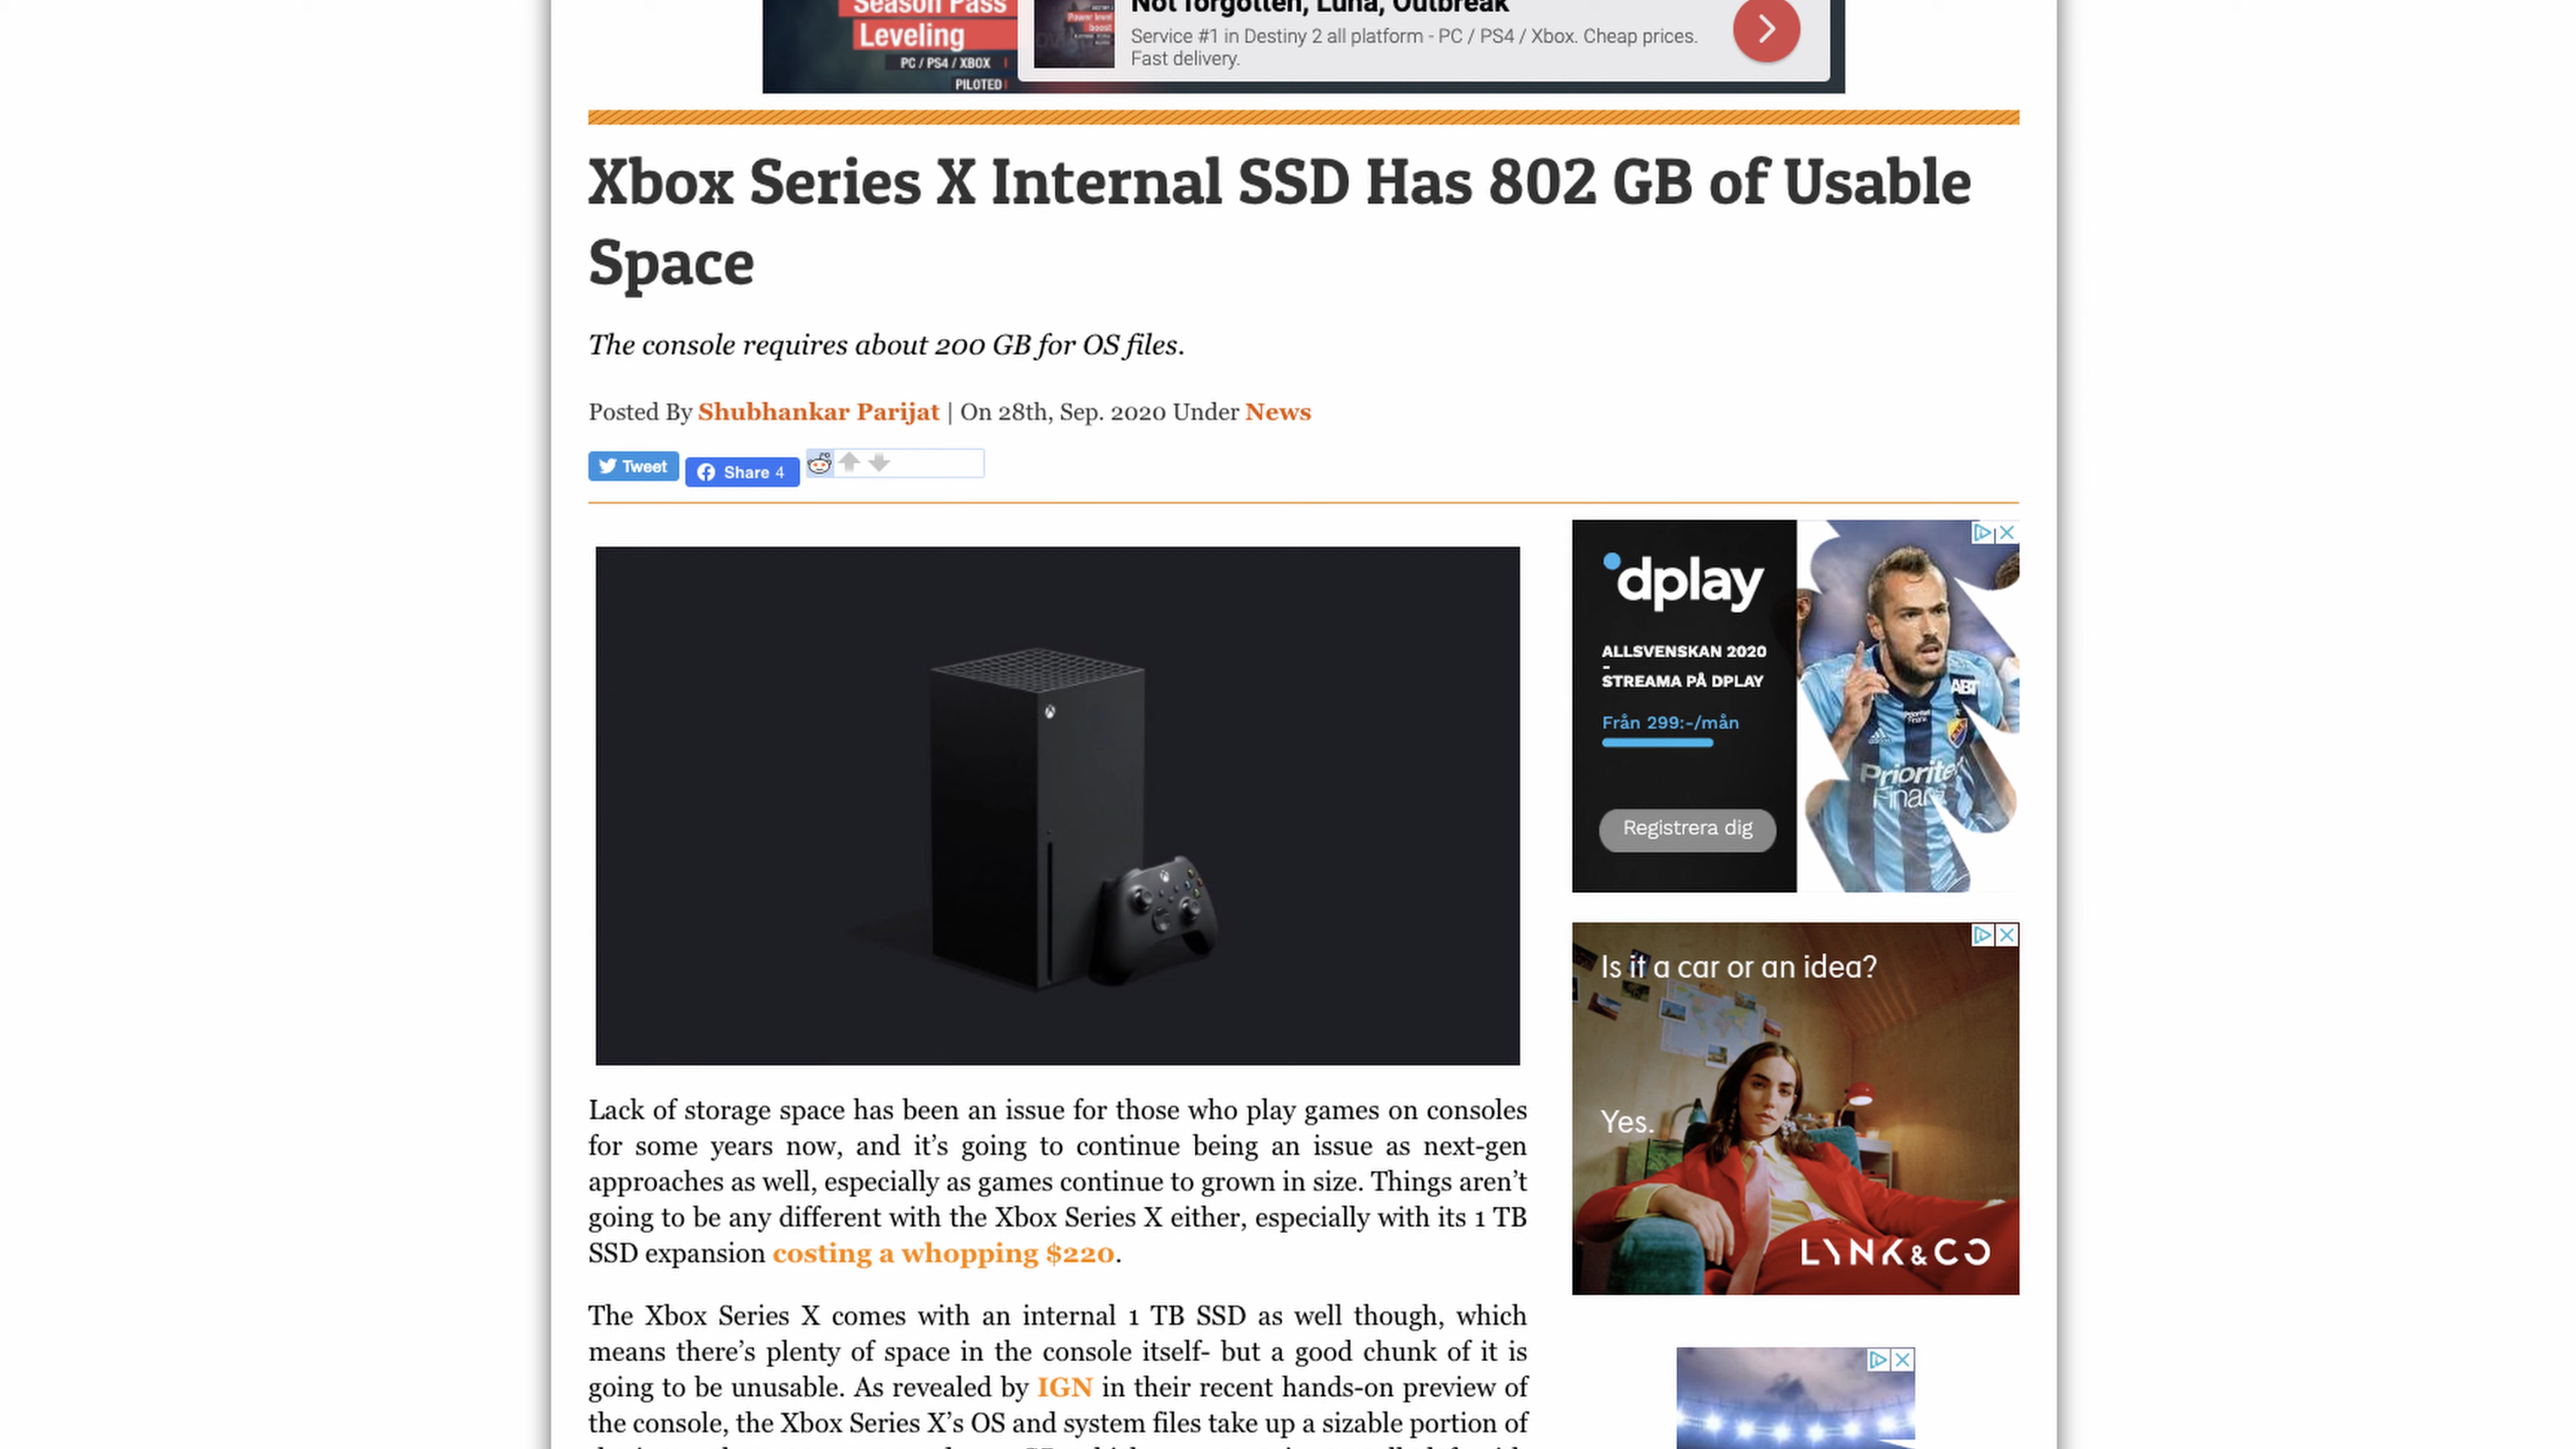 Season Pass
Leveling
PC / PS4 / XBOX
PILOTED
Power level
boost
Not forgotten, Luna, Outbreak
Service #1 in Destiny 2 all platform - PC / PS4 / Xbox. Cheap prices.
Fast delivery.
Xbox Series X Internal SSD Has 802 GB of Usable
Space
The console requires about 200 GB for OS files.
Posted By Shubhankar Parijat | On 28th, Sep. 2020 Under News
Tweet
Share 4
Lack of storage space has been an issue for those who play games on consoles
for some years now, and it's going to continue being an issue as next-gen
approaches as well, especially as games continue to grown in size. Things aren't
going to be any different with the Xbox Series X either, especially with its 1 TB
SSD expansion costing a whopping $220.
The Xbox Series X comes with an internal 1 TB SSD as well though, which
means there's plenty of space in the console itself- but a good chunk of it is
going to be unusable. As revealed by IGN in their recent hands-on preview of
the console, the Xbox Series X's OS and system files take up a sizable portion of
dplay
ALLSVENSKAN 2020
-
STREAMA PÅ DPLAY
Från 299:-/mån
Registrera dig
ABT
Prioritet
Finans
Is it a car or an idea?
Yes.
LYNK&CO